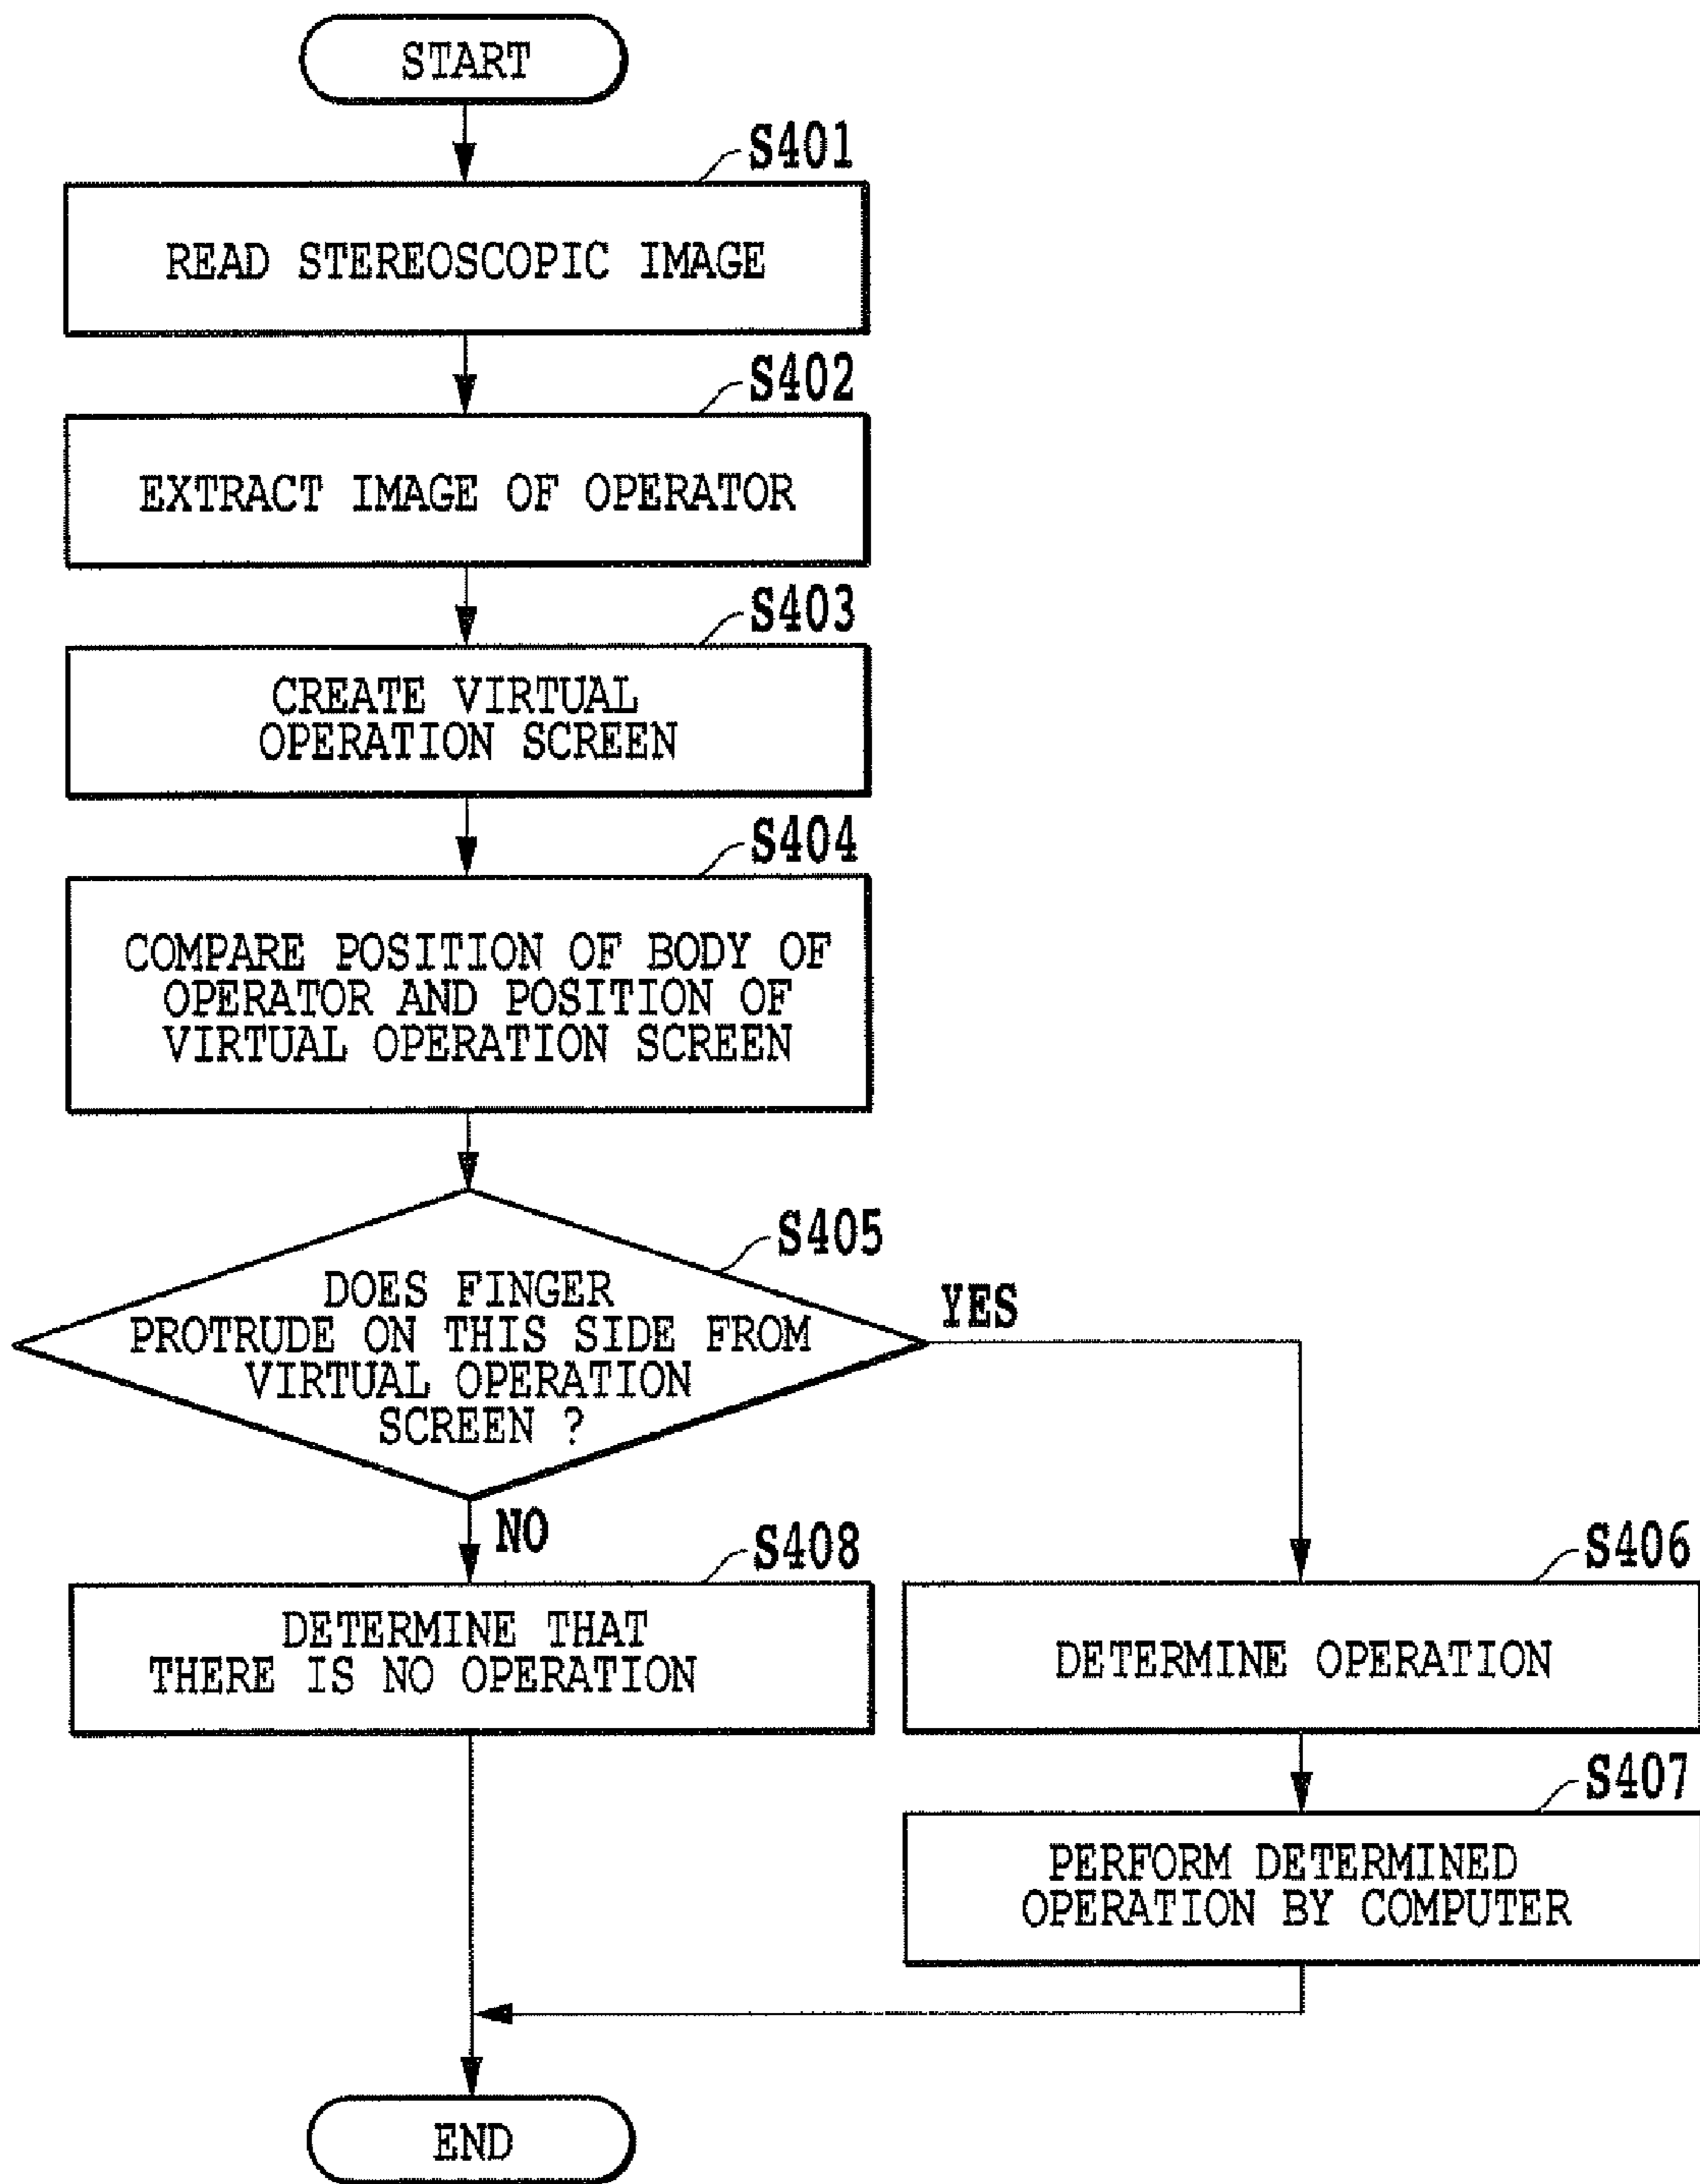 START
S401
READ STEREOSCOPIC IMAGE
S402
EXTRACT IMAGE OF OPERATOR
S403
CREATE VIRTUAL
OPERATION SCREEN
S404
COMPARE POSITION OF BODY OF
OPERATOR AND POSITION OF
VIRTUAL OPERATION SCREEN
S405
DOES FINGER
PROTRUDE ON THIS SIDE FROM
VIRTUAL OPERATION
SCREEN ?
YES
NO
S408
DETERMINE THAT
THERE IS NO OPERATION
S406
DETERMINE OPERATION
S407
PERFORM DETERMINED
OPERATION BY COMPUTER
END